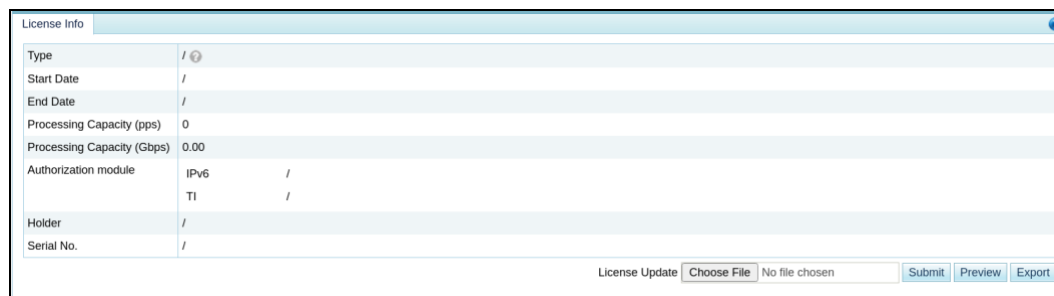 License Info
Type /
Start Date /
End Date /
Processing Capacity (pps) 0
Processing Capacity (Gbps) 0.00
Authorization module IPv6 /
TI /
Holder /
Serial No. /
License Update Choose File No file chosen Submit Preview Export